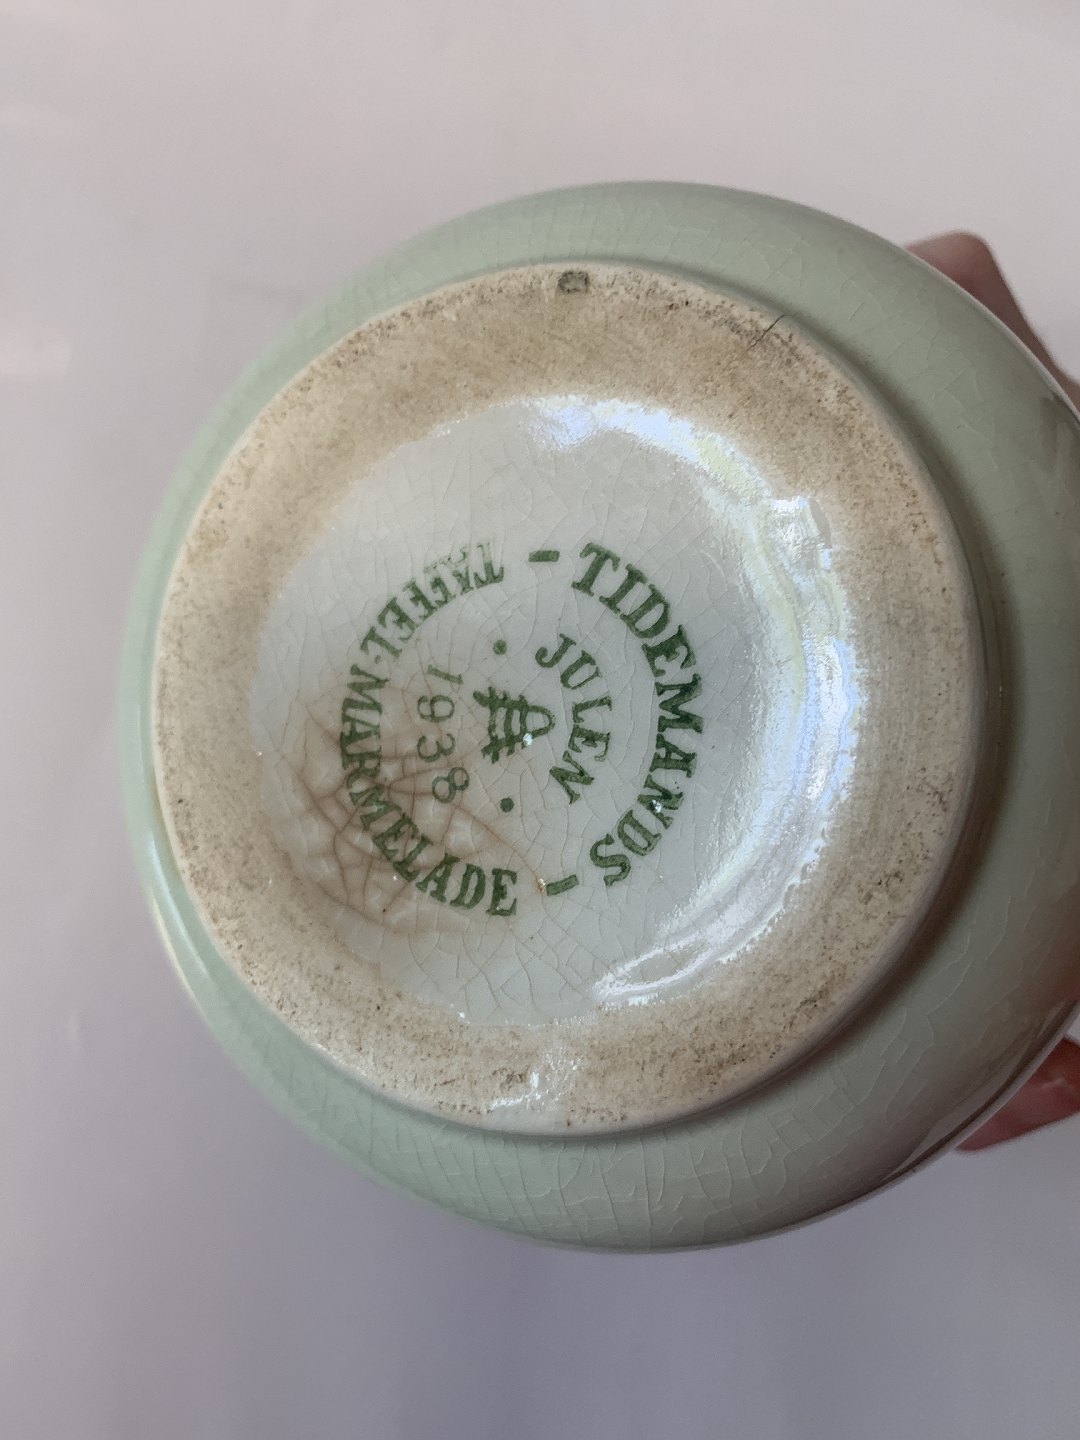 - TIDEMANDS -
TAFFEL-MARMELADE
JULEN
• •
1938